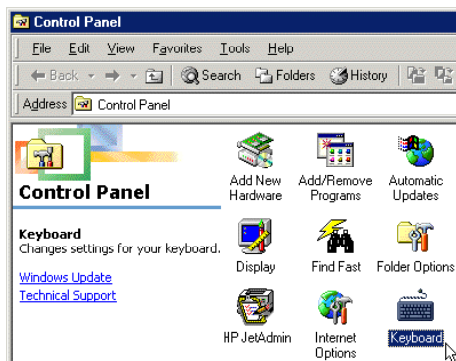 Control Panel
File Edit View Favorites Tools Help
Back Search Folders History
Address Control Panel
Control Panel
Keyboard
Changes settings for your keyboard.
Windows Update
Technical Support
Add New
Hardware
Add/Remove
Programs
Automatic
Updates
Display
Find Fast
Folder Options
HP JetAdmin
Internet
Options
Keyboard